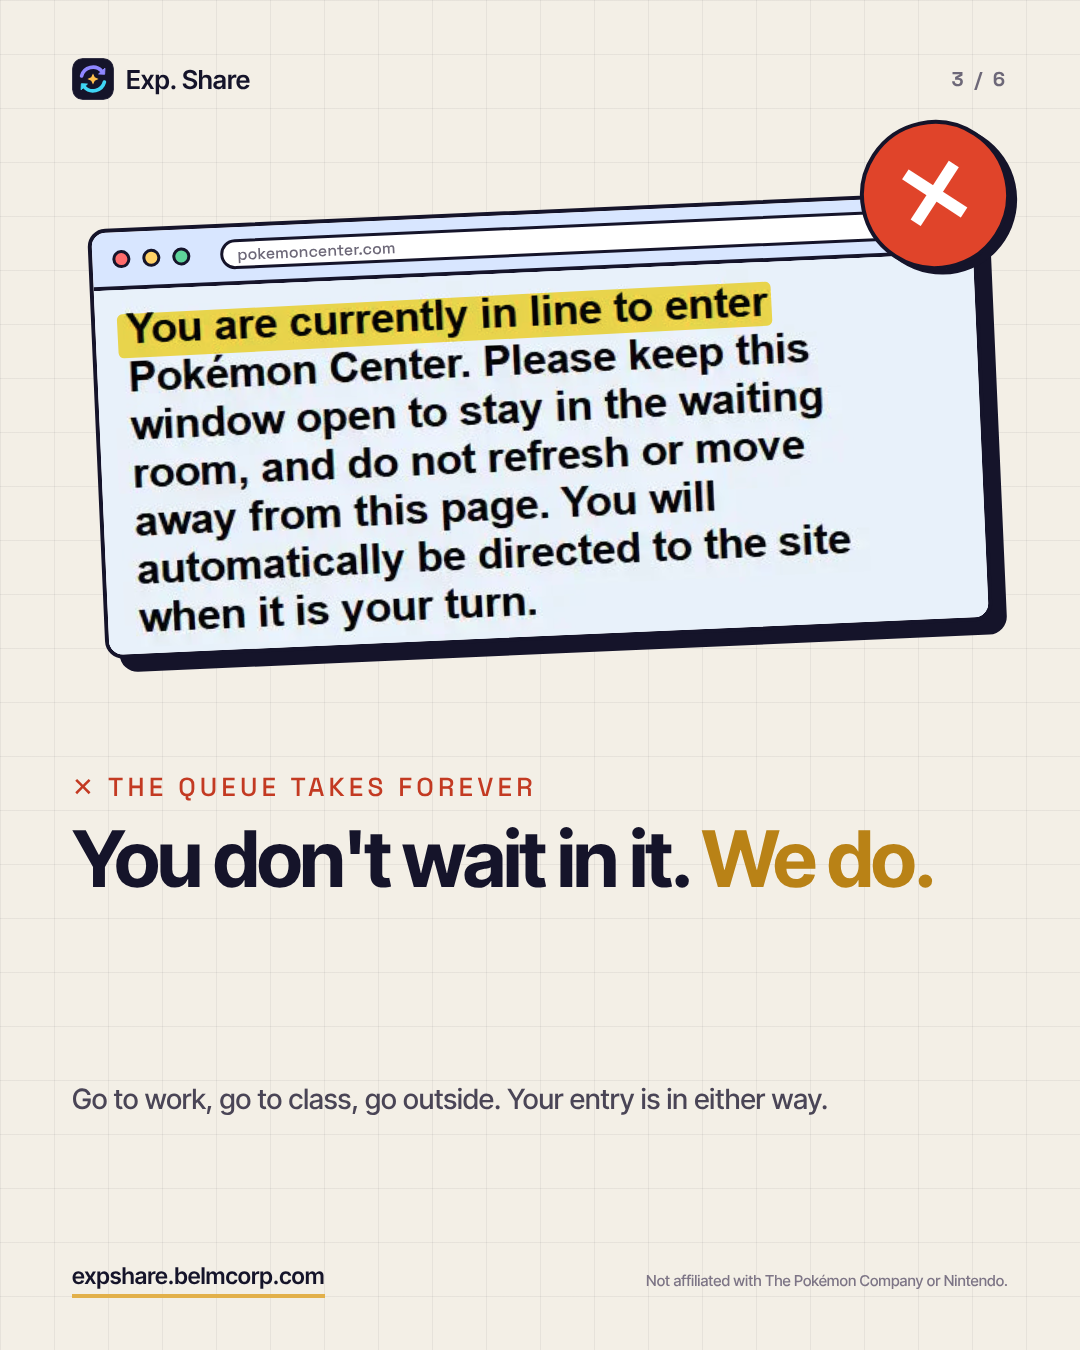 Exp. Share
3 / 6
pokemoncenter.com
You are currently in line to enter
Pokémon Center. Please keep this
window open to stay in the waiting
room, and do not refresh or move
away from this page. You will
automatically be directed to the site
when it is your turn.
✕ THE QUEUE TAKES FOREVER
You don't wait in it. We do.
Go to work, go to class, go outside. Your entry is in either way.
expshare.belmcorp.com
Not affiliated with The Pokémon Company or Nintendo.